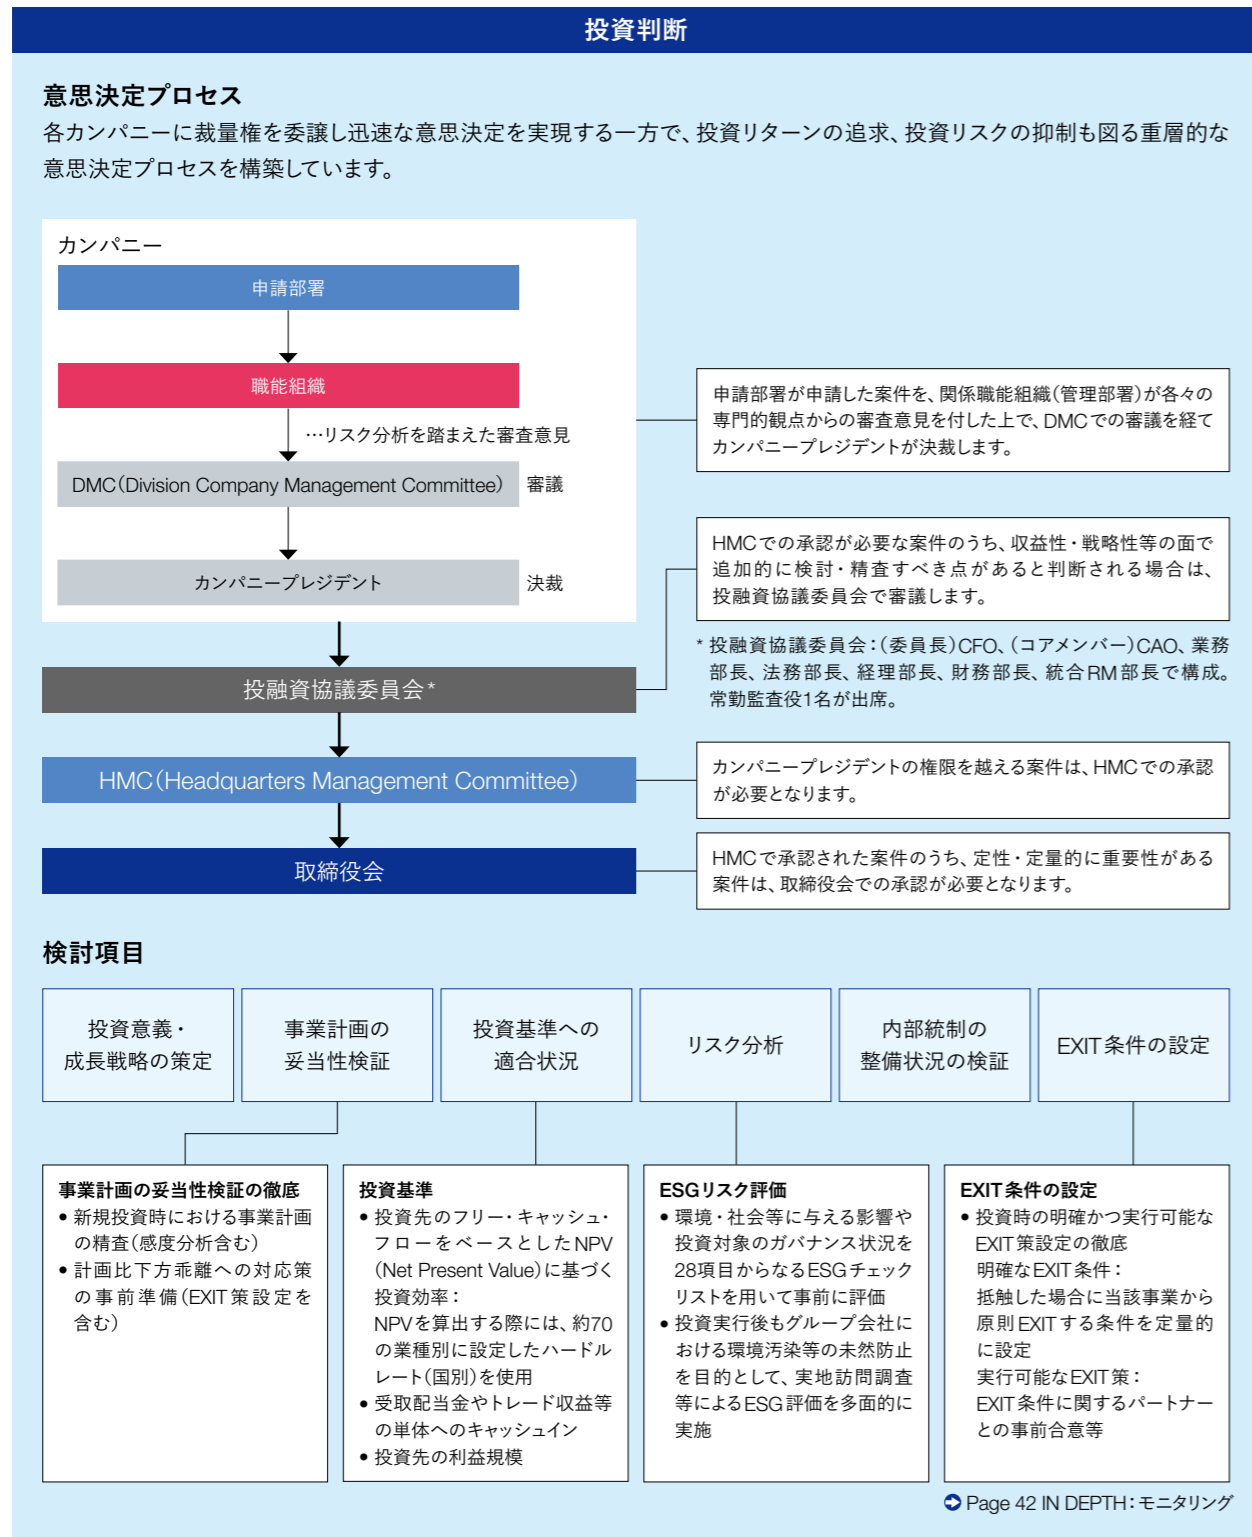 投資判断
意思決定プロセス
各カンパニーに裁量権を委譲し迅速な意思決定を実現する一方で、投資リターンの追求、投資リスクの抑制も図る重層的な
意思決定プロセスを構築しています。
カンパニー
申請部署
職能組織
…リスク分析を踏まえた審査意見
DMC(Division Company Management Committee) 審議
カンパニープレジデント 決裁
申請部署が申請した案件を、関係職能組織(管理部署)が各々の
専門的観点からの審査意見を付した上で、DMCでの審議を経て
カンパニープレジデントが決裁します。
投融資協議委員会*
HMCでの承認が必要な案件のうち、収益性・戦略性等の面で
追加的に検討・精査すべき点があると判断される場合は、
投融資協議委員会で審議します。
* 投融資協議委員会:(委員長)CFO、(コアメンバー)CAO、業務
部長、法務部長、経理部長、財務部長、統合RM部長で構成。
常勤監査役1名が出席。
HMC(Headquarters Management Committee)
カンパニープレジデントの権限を越える案件は、HMCでの承認
が必要となります。
取締役会
HMCで承認された案件のうち、定性・定量的に重要性がある
案件は、取締役会での承認が必要となります。
検討項目
投資意義・
成長戦略の策定
事業計画の
妥当性検証
投資基準への
適合状況
リスク分析
内部統制の
整備状況の検証
EXIT条件の設定
事業計画の妥当性検証の徹底
• 新規投資時における事業計画
の精査(感度分析含む)
• 計画比下方乖離への対応策
の事前準備(EXIT策設定を
含む)
投資基準
• 投資先のフリー・キャッシュ・
フローをベースとしたNPV
(Net Present Value)に基づく
投資効率:
NPVを算出する際には、約70
の業種別に設定したハードル
レート(国別)を使用
• 受取配当金やトレード収益等
の単体へのキャッシュイン
• 投資先の利益規模
ESGリスク評価
• 環境・社会等に与える影響や
投資対象のガバナンス状況を
28項目からなるESGチェック
リストを用いて事前に評価
• 投資実行後もグループ会社に
おける環境汚染等の未然防止
を目的として、実地訪問調査
等によるESG評価を多面的に
実施
EXIT条件の設定
• 投資時の明確かつ実行可能な
EXIT策設定の徹底
明確なEXIT条件:
抵触した場合に当該事業から
原則EXITする条件を定量的
に設定
実行可能なEXIT策:
EXIT条件に関するパートナー
との事前合意等
Page 42 IN DEPTH:モニタリング